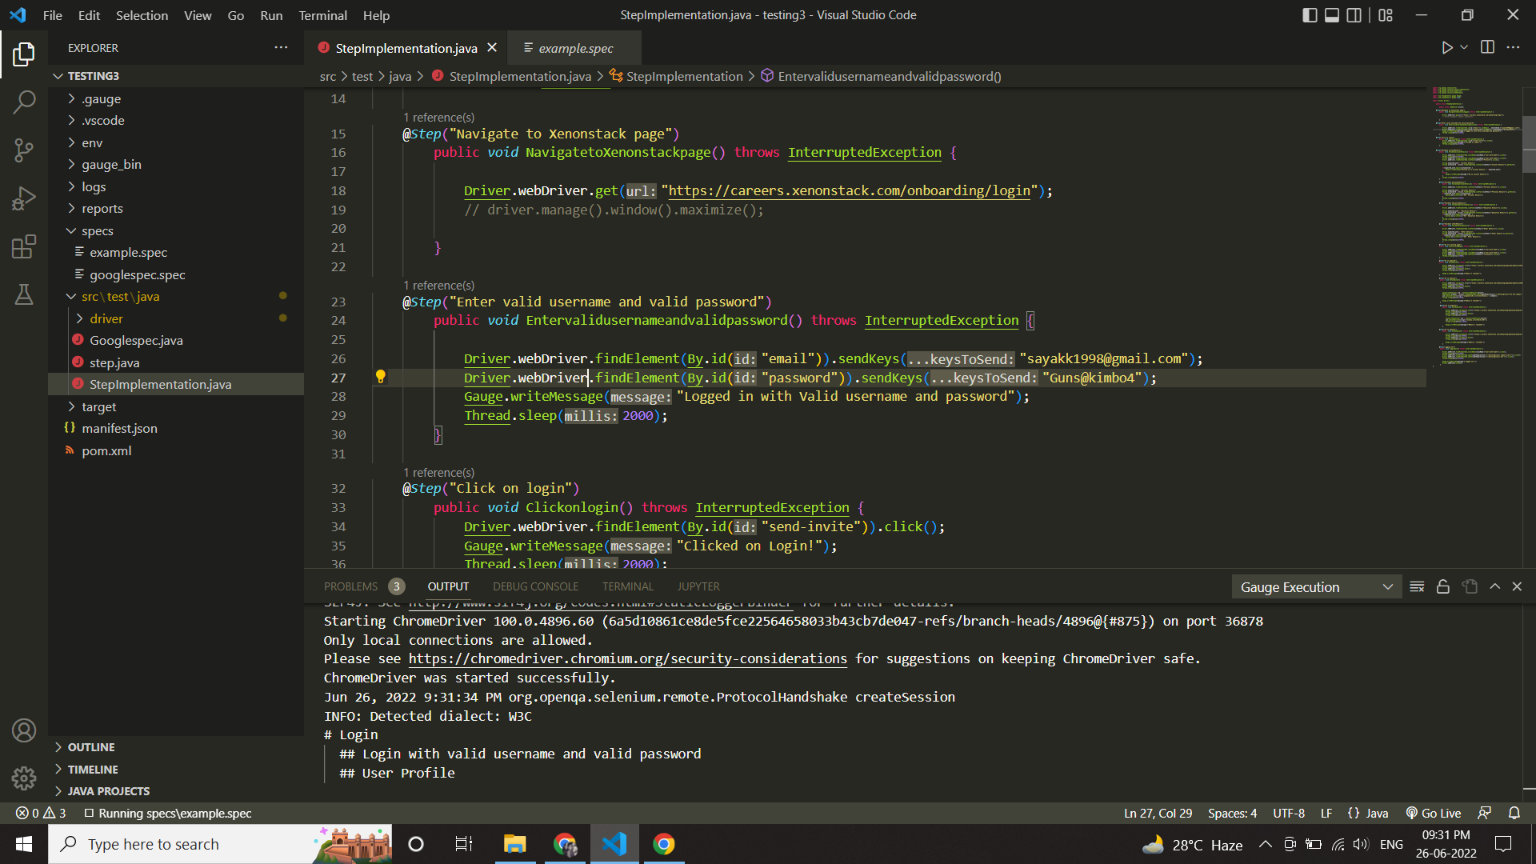 File Edit Selection View Go Run Terminal Help
StepImplementation.java - testing3 - Visual Studio Code
EXPLORER
TESTING3
.gauge
.vscode
env
gauge_bin
logs
reports
specs
example.spec
googlespec.spec
src\test\java
driver
Googlespec.java
step.java
StepImplementation.java
target
manifest.json
pom.xml
OUTLINE
TIMELINE
JAVA PROJECTS
StepImplementation.java example.spec
src > test > java > StepImplementation.java > StepImplementation > Entervalidusernameandvalidpassword()
14
1 reference(s)
15 @Step("Navigate to Xenonstack page")
16 public void NavigatetoXenonstackpage() throws InterruptedException {
17
18 Driver.webDriver.get(url: "https://careers.xenonstack.com/onboarding/login");
19 // driver.manage().window().maximize();
20
21 }
22
1 reference(s)
23 @Step("Enter valid username and valid password")
24 public void Entervalidusernameandvalidpassword() throws InterruptedException {
25
26 Driver.webDriver.findElement(By.id(id: "email")).sendKeys(...keysToSend: "sayakk1998@gmail.com");
27 Driver.webDriver.findElement(By.id(id: "password")).sendKeys(...keysToSend: "Guns@kimbo4");
28 Gauge.writeMessage(message: "Logged in with Valid username and password");
29 Thread.sleep(millis: 2000);
30 }
31
1 reference(s)
32 @Step("Click on login")
33 public void Clickonlogin() throws InterruptedException {
34 Driver.webDriver.findElement(By.id(id: "send-invite")).click();
35 Gauge.writeMessage(message: "Clicked on Login!");
36 Thread.sleep(millis: 2000);
PROBLEMS 3 OUTPUT DEBUG CONSOLE TERMINAL JUPYTER
Gauge Execution
SLF4J: See http://www.slf4j.org/codes.html#StaticLoggerBinder for further details.
Starting ChromeDriver 100.0.4896.60 (6a5d10861ce8de5fce22564658033b43cb7de047-refs/branch-heads/4896@{#875}) on port 36878
Only local connections are allowed.
Please see https://chromedriver.chromium.org/security-considerations for suggestions on keeping ChromeDriver safe.
ChromeDriver was started successfully.
Jun 26, 2022 9:31:34 PM org.openqa.selenium.remote.ProtocolHandshake createSession
INFO: Detected dialect: W3C
# Login
## Login with valid username and valid password
## User Profile
0 3 Running specs\example.spec
Ln 27, Col 29 Spaces: 4 UTF-8 LF {} Java Go Live
Type here to search
28°C Haze
ENG
09:31 PM
26-06-2022